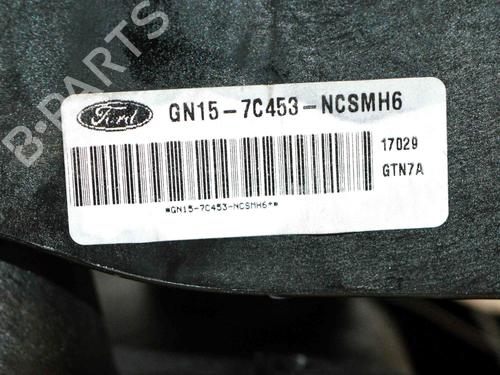 B-PARTS
Ford
GN15-7C453-NCSMH6
17029
GTN7A
*GN15-7C453-NCSMH6*